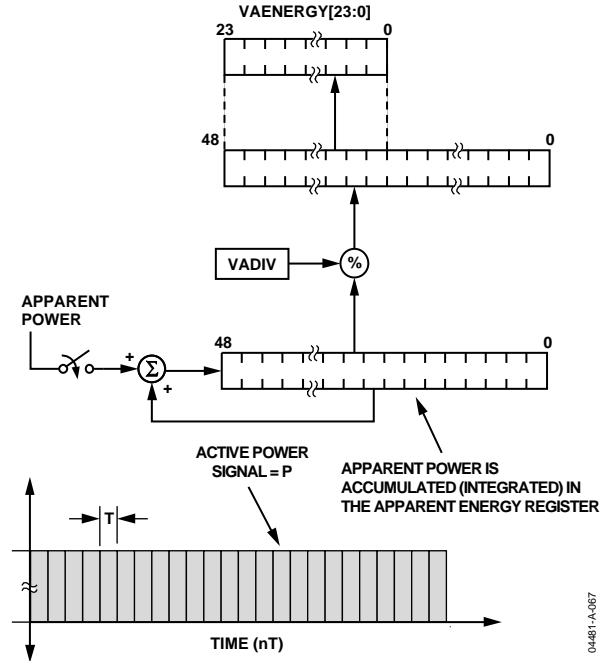 VAENERGY[23:0]
23 0
48 0
VADIV
%
APPARENT
POWER
48 0
+
Σ
+
ACTIVE POWER
SIGNAL = P
APPARENT POWER IS
ACCUMULATED (INTEGRATED) IN
THE APPARENT ENERGY REGISTER
T
TIME (nT)
04481-A-067